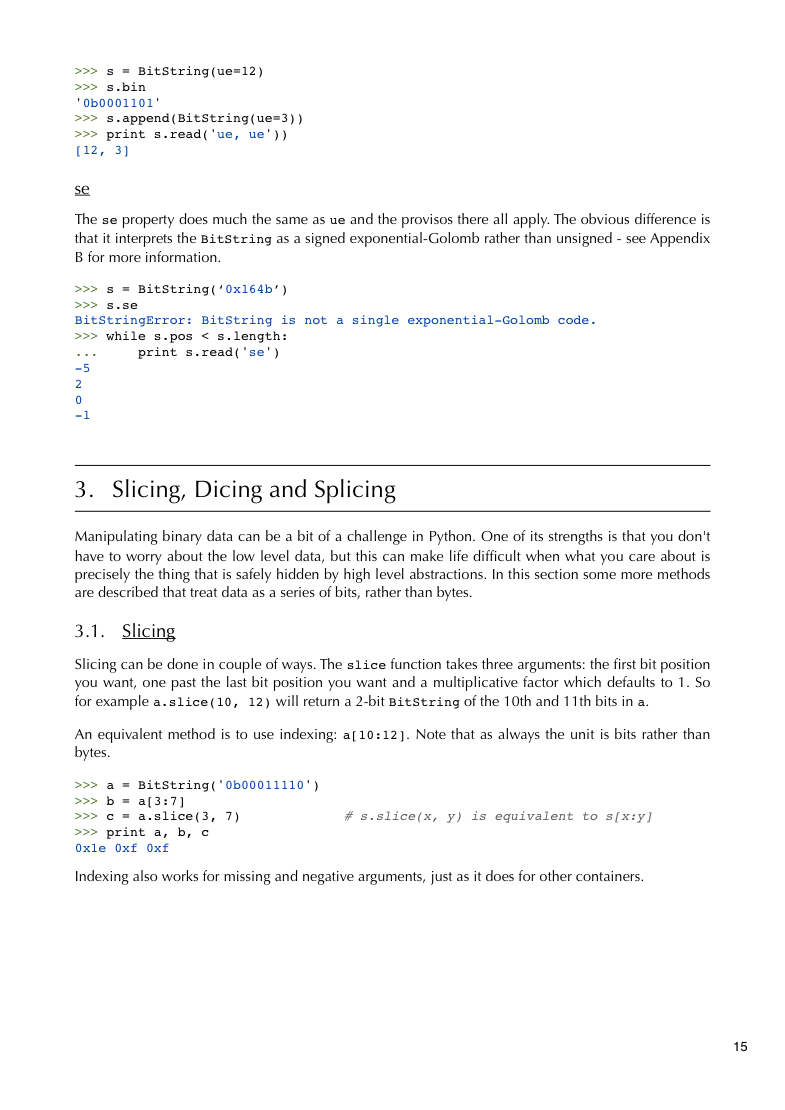 >>> s = BitString(ue=12)
>>> s.bin
'0b0001101'
>>> s.append(BitString(ue=3))
>>> print s.read('ue, ue'))
[12, 3]
se
The se property does much the same as ue and the provisos there all apply. The obvious difference is
that it interprets the BitString as a signed exponential-Golomb rather than unsigned - see Appendix
B for more information.
>>> s = BitString(‘0x164b’)
>>> s.se
BitStringError: BitString is not a single exponential-Golomb code.
>>> while s.pos < s.length:
...     print s.read('se')
-5
2
0
-1
3. Slicing, Dicing and Splicing
Manipulating binary data can be a bit of a challenge in Python. One of its strengths is that you don't
have to worry about the low level data, but this can make life difficult when what you care about is
precisely the thing that is safely hidden by high level abstractions. In this section some more methods
are described that treat data as a series of bits, rather than bytes.
3.1. Slicing
Slicing can be done in couple of ways. The slice function takes three arguments: the first bit position
you want, one past the last bit position you want and a multiplicative factor which defaults to 1. So
for example a.slice(10, 12) will return a 2-bit BitString of the 10th and 11th bits in a.
An equivalent method is to use indexing: a[10:12]. Note that as always the unit is bits rather than
bytes.
>>> a = BitString('0b00011110')
>>> b = a[3:7]
>>> c = a.slice(3, 7)             # s.slice(x, y) is equivalent to s[x:y]
>>> print a, b, c
0x1e 0xf 0xf
Indexing also works for missing and negative arguments, just as it does for other containers.
15